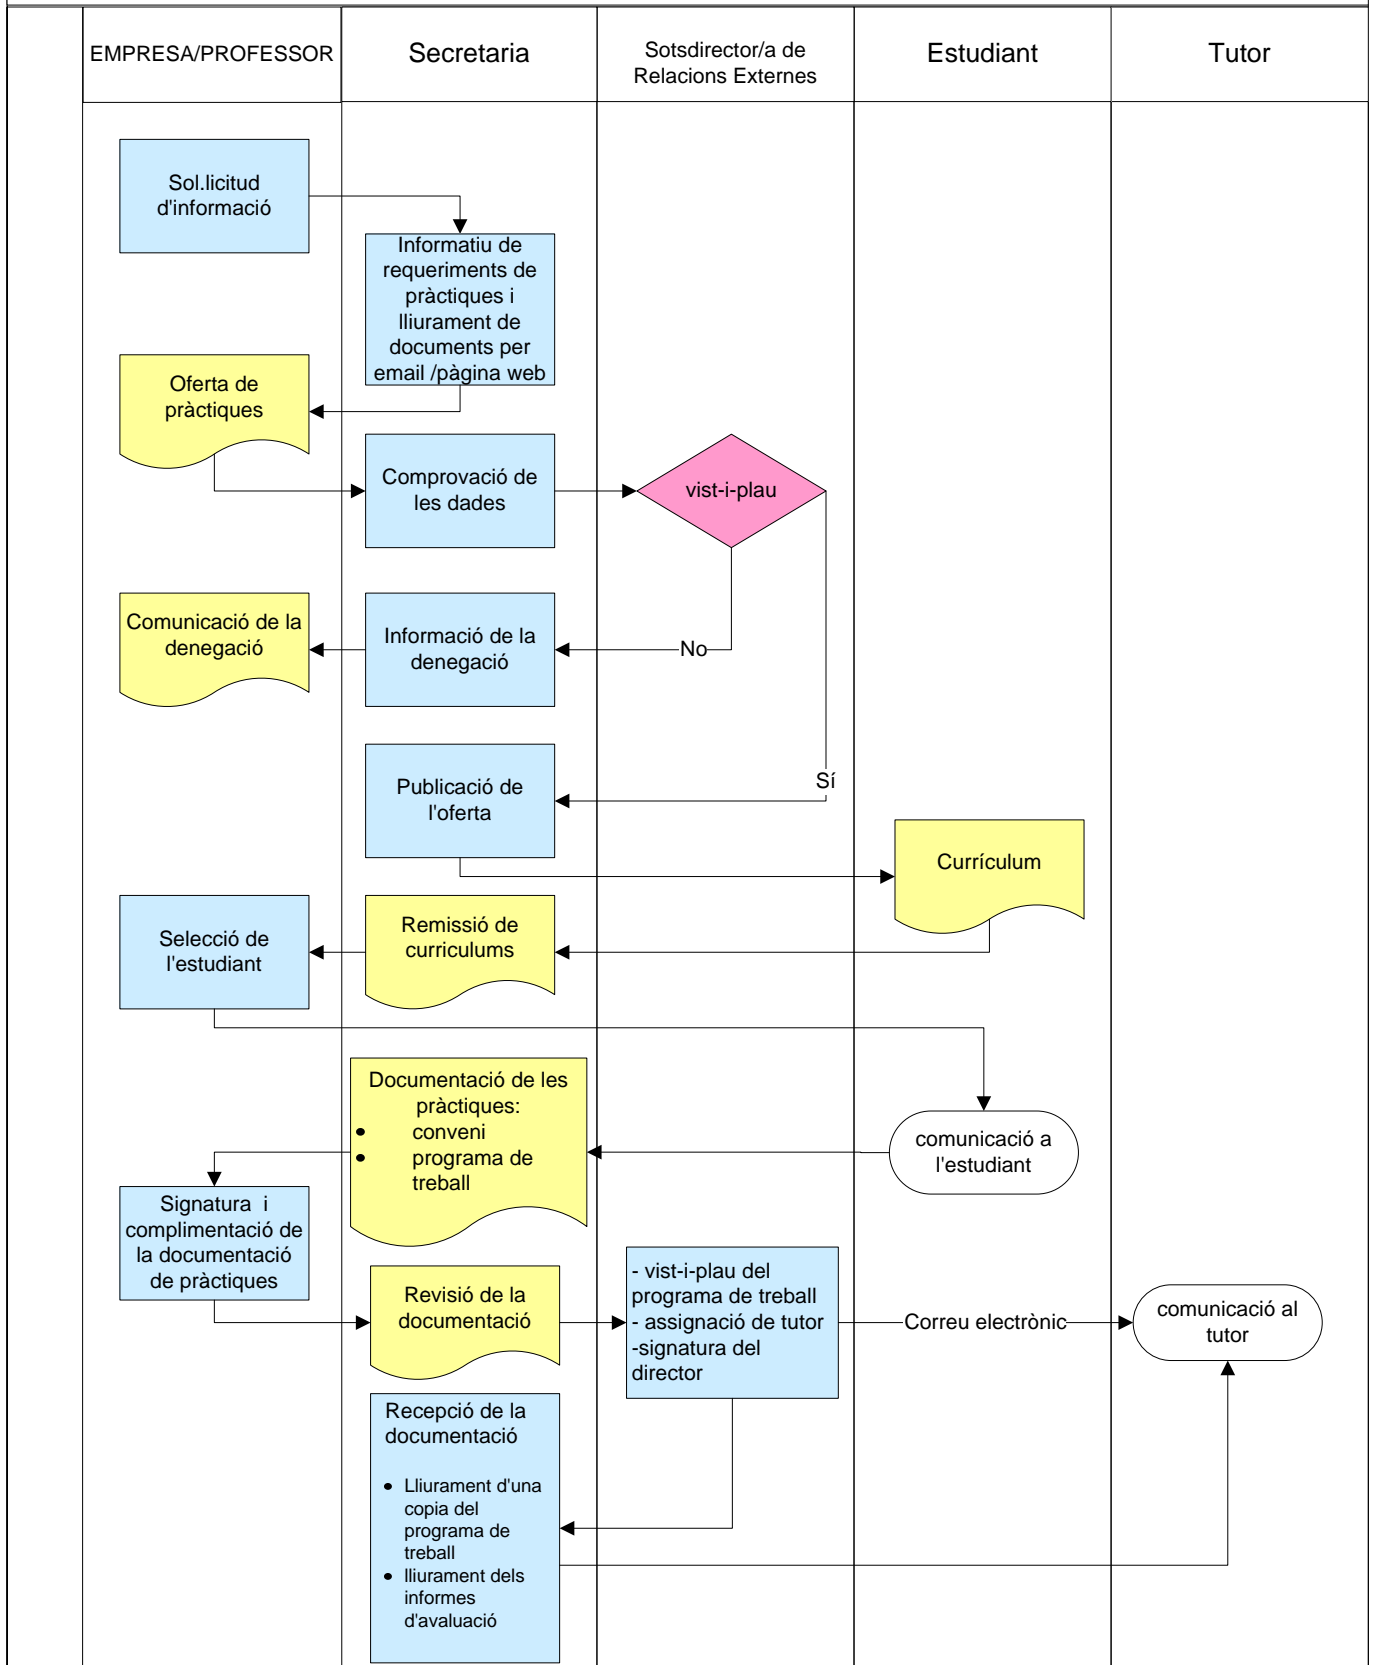 EMPRESA/PROFESSOR
Secretaria
Sotsdirector/a de
Relacions Externes
Estudiant
Tutor
Sol.licitud
d'informació
Informatiu de
requeriments de
pràctiques i
lliurament de
documents per
email /pàgina web
Oferta de
pràctiques
Comprovació de
les dades
vist-i-plau
Comunicació de la
denegació
Informació de la
denegació
No
Publicació de
l'oferta
Sí
Currículum
Selecció de
l'estudiant
Remissió de
curriculums
Documentació de les
pràctiques:
• conveni
• programa de
treball
comunicació a
l'estudiant
Signatura i
complimentació de
la documentació
de pràctiques
Revisió de la
documentació
- vist-i-plau del
programa de treball
- assignació de tutor
-signatura del
director
Correu electrònic
comunicació al
tutor
Recepció de la
documentació
• Lliurament d'una
copia del
programa de
treball
• lliurament dels
informes
d'avaluació